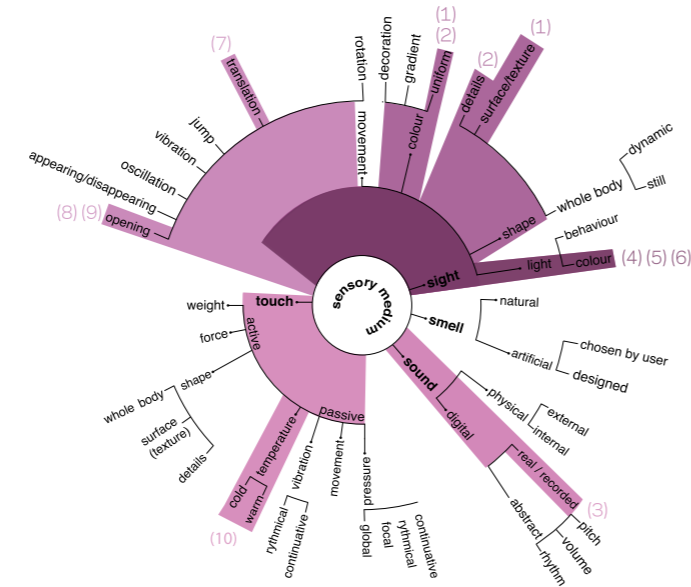 sensory medium
sight
movement
rotation
translation
(7)
jump
vibration
oscillation
appearing/disappearing
opening
(8) (9)
colour
decoration
gradient
uniform
(1)
(2)
shape
details
(2)
surface/texture
(1)
whole body
dynamic
still
light
behaviour
colour
(4) (5) (6)
smell
natural
artificial
chosen by user
designed
sound
physical
external
internal
digital
real / recorded
(3)
pitch
volume
rhythm
abstract
touch
passive
pressure
global
focal
rythmical
continuative
movement
vibration
rythmical
continuative
temperature
cold
warm
(10)
active
shape
whole body
surface
(texture)
details
force
weight